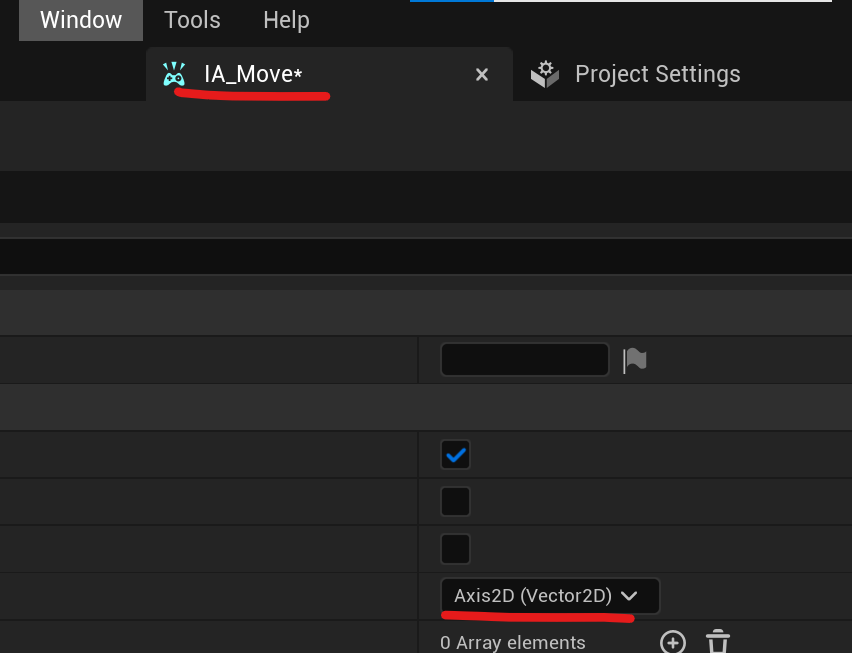 Window Tools Help
IA_Move* Project Settings
Axis2D (Vector2D)
0 Array elements